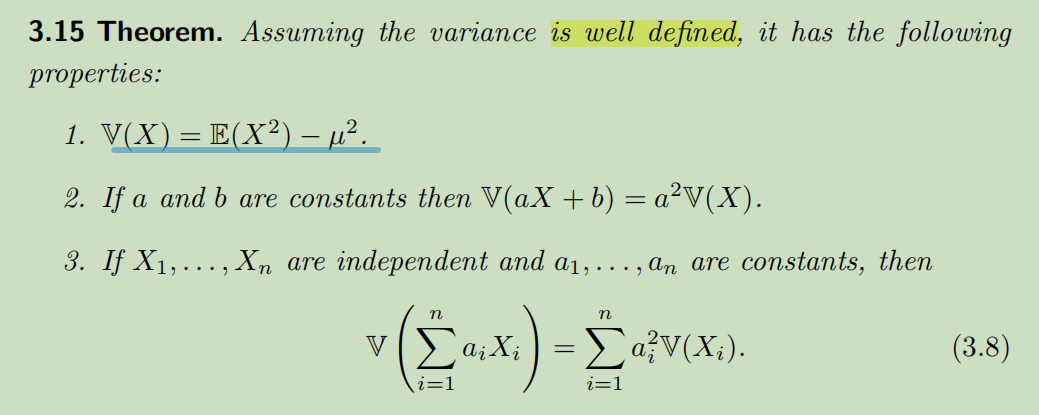 3.15 Theorem. Assuming the variance is well defined, it has the following
properties:
1. 𝕍(X) = 𝔼(X²) − μ².
2. If a and b are constants then 𝕍(aX + b) = a²𝕍(X).
3. If X₁, . . . , Xₙ are independent and a₁, . . . , aₙ are constants, then
𝕍(∑ᵢ₌₁ⁿ aᵢXᵢ) = ∑ᵢ₌₁ⁿ aᵢ²𝕍(Xᵢ). (3.8)